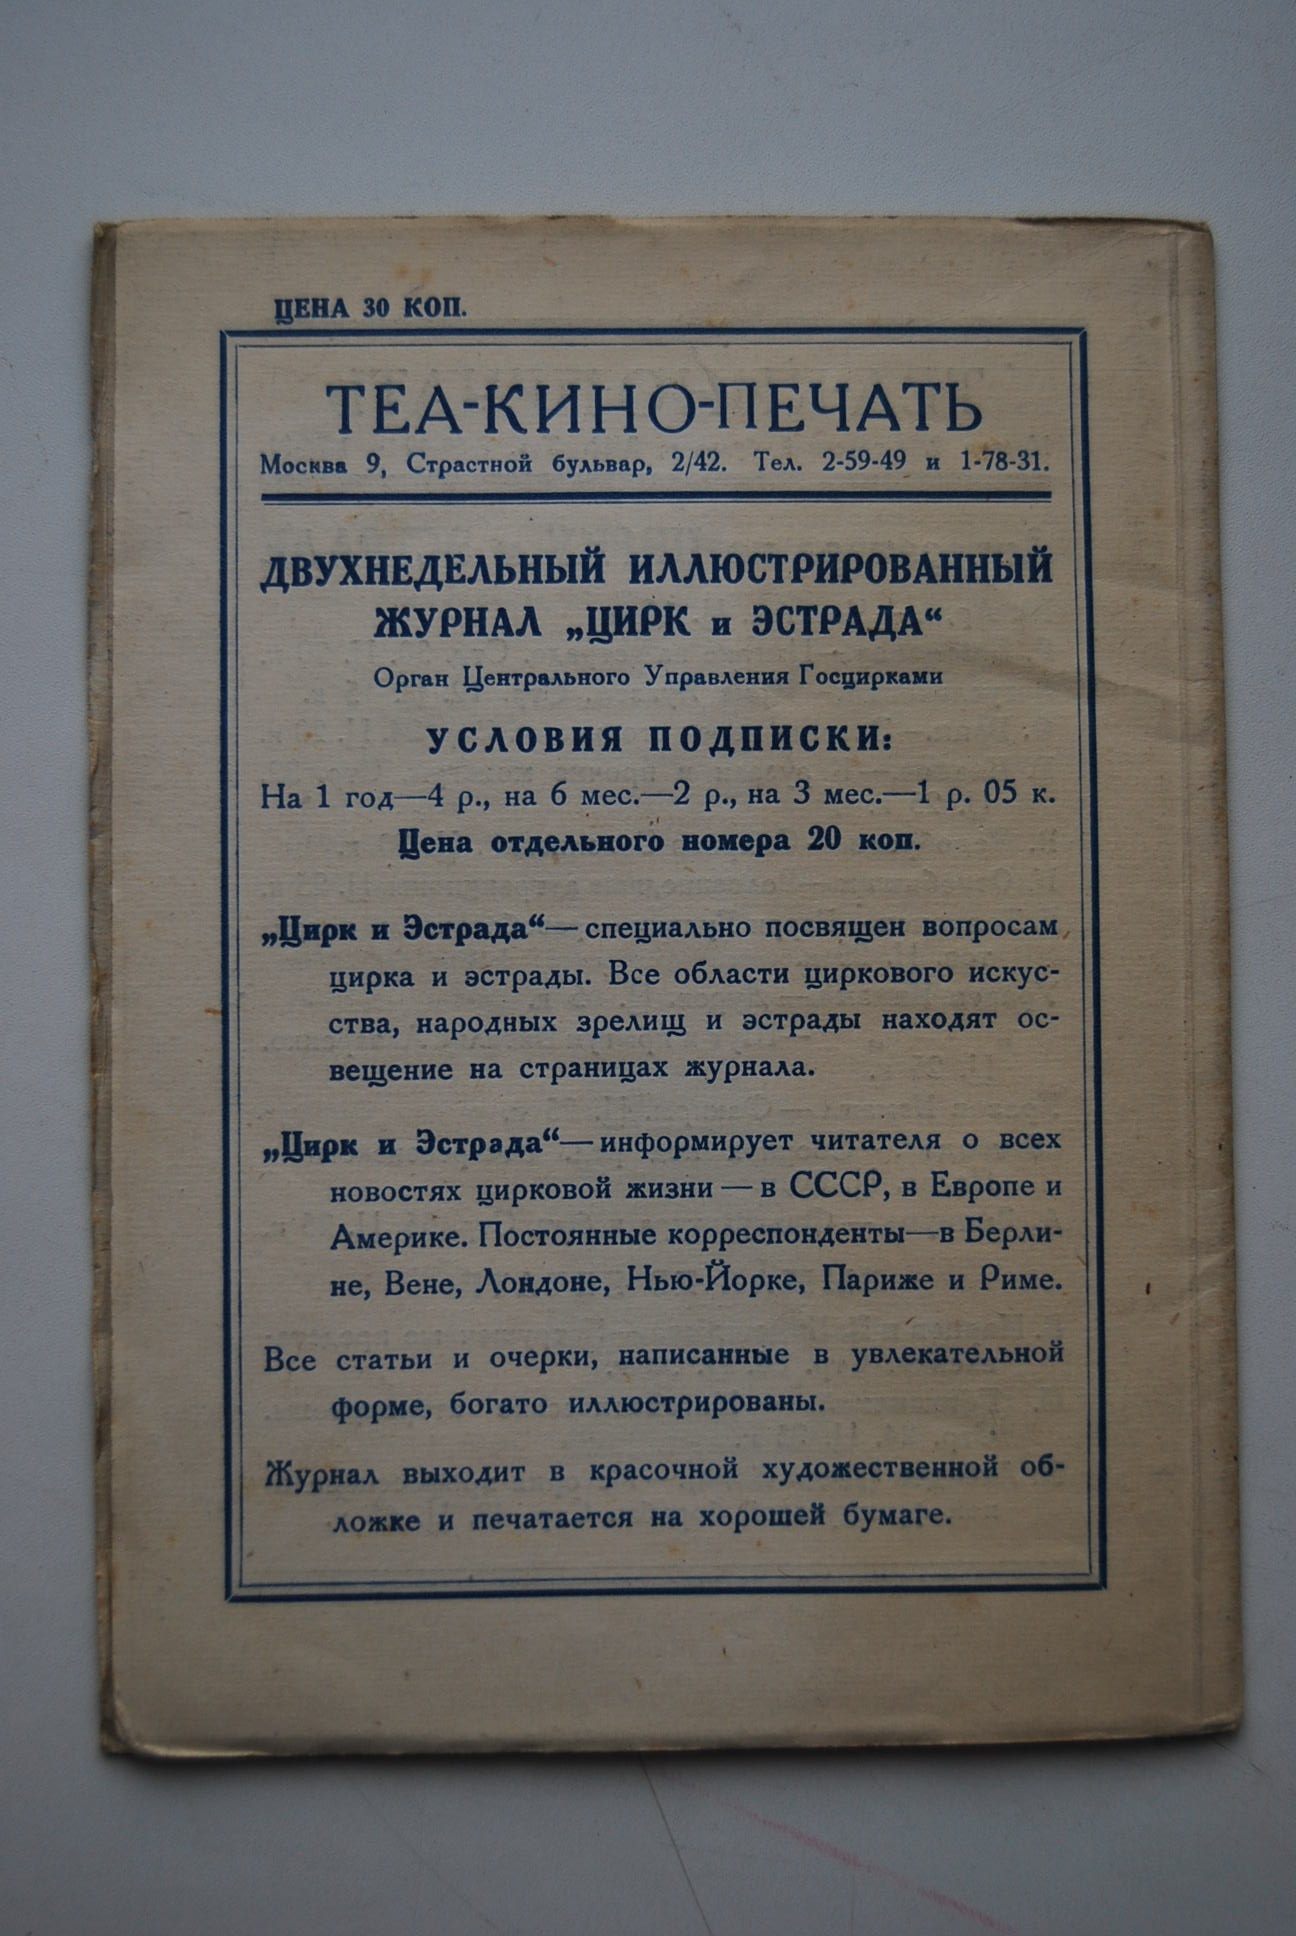 ЦЕНА 30 КОП.
ТЕА-КИНО-ПЕЧАТЬ
Москва 9, Страстной бульвар, 2/42. Тел. 2-59-49 и 1-78-31.
ДВУХНЕДЕЛЬНЫЙ ИЛЛЮСТРИРОВАННЫЙ
ЖУРНАЛ „ЦИРК и ЭСТРАДА“
Орган Центрального Управления Госцирками
УСЛОВИЯ ПОДПИСКИ:
На 1 год—4 р., на 6 мес.—2 р., на 3 мес.—1 р. 05 к.
Цена отдельного номера 20 коп.
„Цирк и Эстрада“— специально посвящен вопросам
цирка и эстрады. Все области циркового искус-
ства, народных зрелищ и эстрады находят ос-
вещение на страницах журнала.
„Цирк и Эстрада“—информирует читателя о всех
новостях цирковой жизни — в СССР, в Европе и
Америке. Постоянные корреспонденты—в Берли-
не, Вене, Лондоне, Нью-Йорке, Париже и Риме.
Все статьи и очерки, написанные в увлекательной
форме, богато иллюстрированы.
Журнал выходит в красочной художественной об-
ложке и печатается на хорошей бумаге.